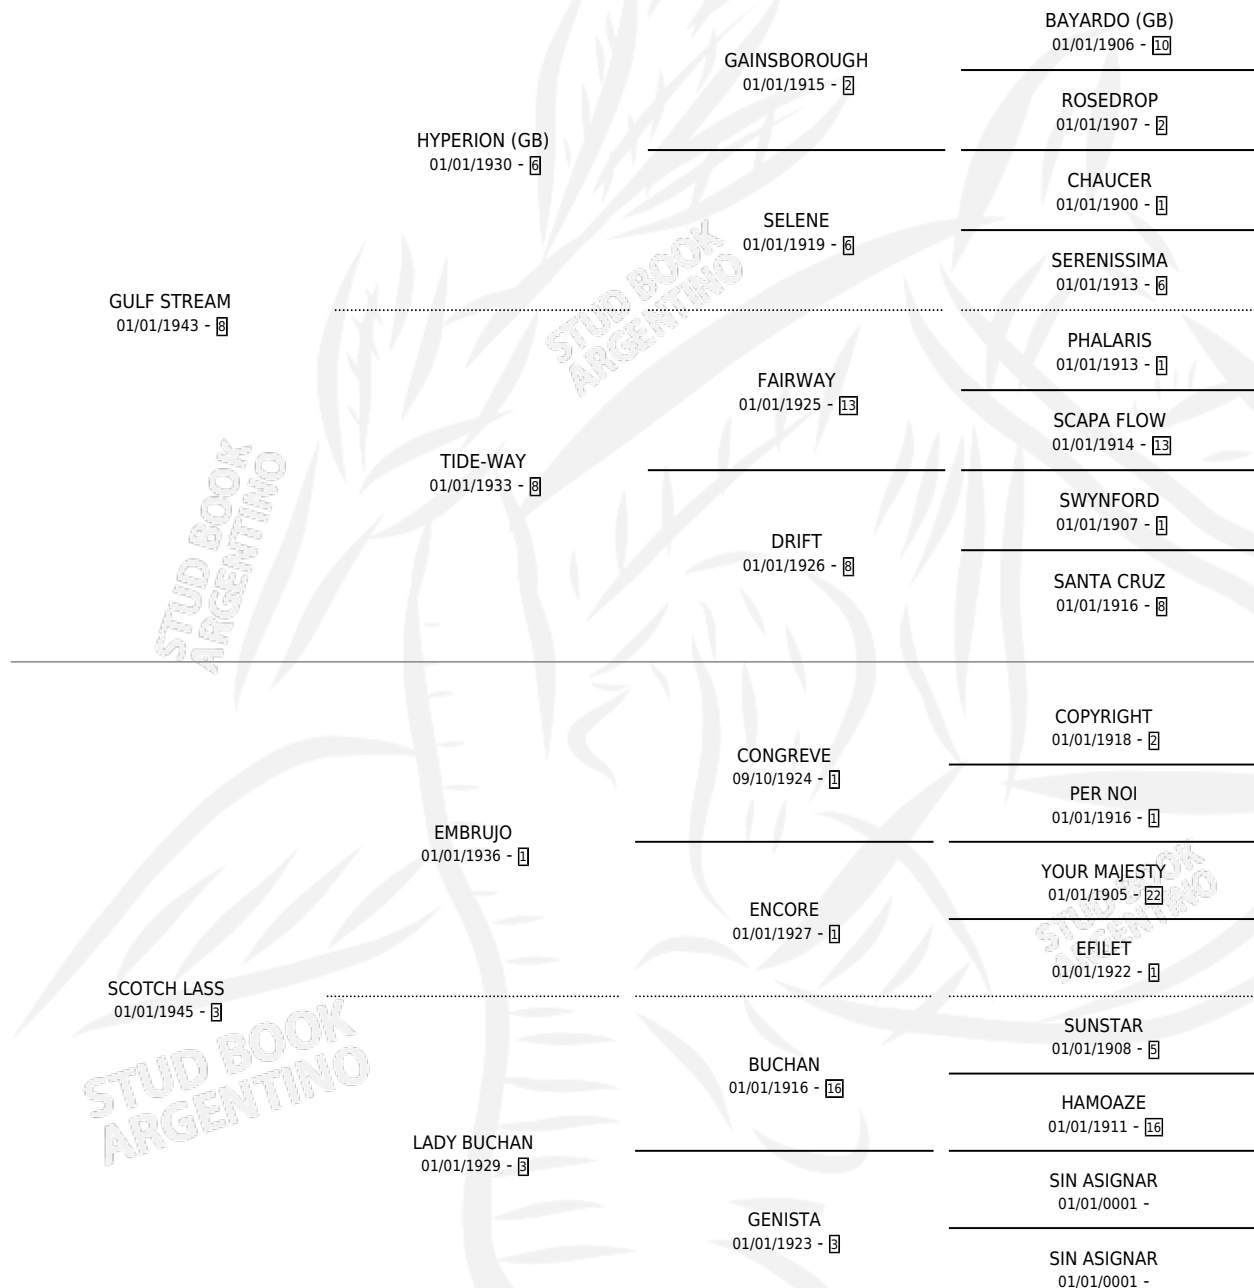 BAYARDO (GB)
01/01/1906 - 10
GAINSBOROUGH
01/01/1915 - 2
ROSEDROP
01/01/1907 - 2
HYPERION (GB)
01/01/1930 - 6
CHAUCER
01/01/1900 - 1
SELENE
01/01/1919 - 6
SERENISSIMA
01/01/1913 - 6
GULF STREAM
01/01/1943 - 8
STUD BOOK
ARGENTINO
PHALARIS
01/01/1913 - 1
FAIRWAY
01/01/1925 - 13
SCAPA FLOW
01/01/1914 - 13
TIDE-WAY
01/01/1933 - 8
SWYNFORD
01/01/1907 - 1
DRIFT
01/01/1926 - 8
SANTA CRUZ
01/01/1916 - 8
STUD BOOK
ARGENTINO
COPYRIGHT
01/01/1918 - 2
CONGREVE
09/10/1924 - 1
PER NOI
01/01/1916 - 1
EMBRUJO
01/01/1936 - 1
YOUR MAJESTY
01/01/1905 - 22
ENCORE
01/01/1927 - 1
EFILET
01/01/1922 - 1
STUD BOOK
ARGENTINO
SCOTCH LASS
01/01/1945 - 3
SUNSTAR
01/01/1908 - 5
BUCHAN
01/01/1916 - 16
HAMOAZE
01/01/1911 - 16
STUD BOOK
ARGENTINO
LADY BUCHAN
01/01/1929 - 3
SIN ASIGNAR
01/01/0001 -
GENISTA
01/01/1923 - 3
SIN ASIGNAR
01/01/0001 -